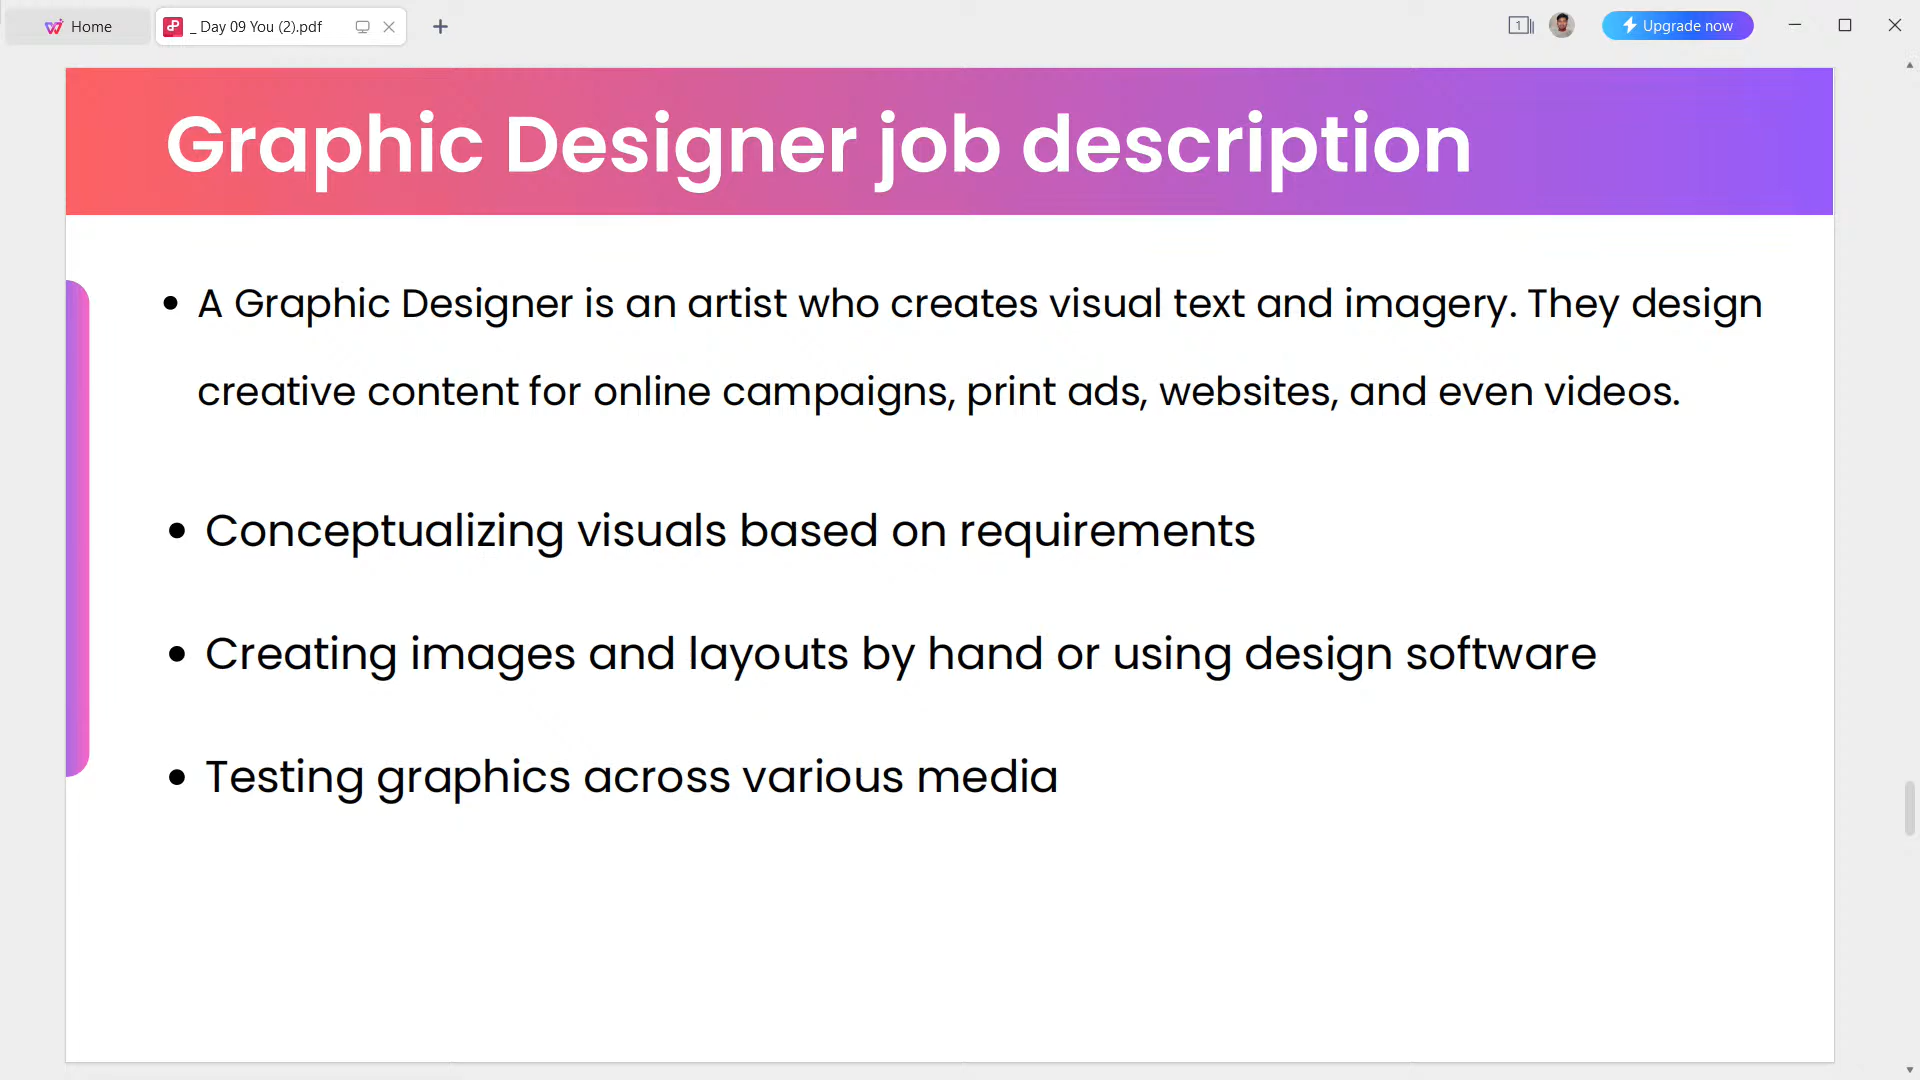 Home
_ Day 09 You (2).pdf
1
Upgrade now
Graphic Designer job description
• A Graphic Designer is an artist who creates visual text and imagery. They design
creative content for online campaigns, print ads, websites, and even videos.
• Conceptualizing visuals based on requirements
• Creating images and layouts by hand or using design software
• Testing graphics across various media